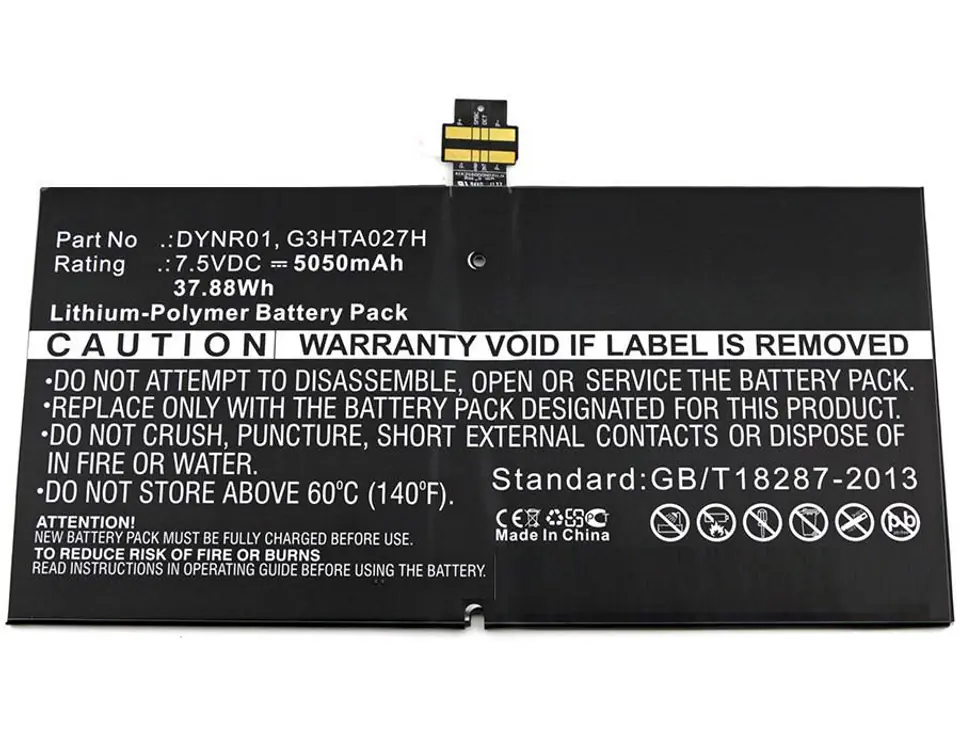 Part No .: DYNR01, G3HTA027H
Rating .: 7.5VDC ⎓ 5050mAh
37.88Wh
Lithium-Polymer Battery Pack
CAUTION WARRANTY VOID IF LABEL IS REMOVED
•DO NOT ATTEMPT TO DISASSEMBLE, OPEN OR SERVICE THE BATTERY PACK.
•REPLACE ONLY WITH THE BATTERY PACK DESIGNATED FOR THIS PRODUCT.
•DO NOT CRUSH, PUNCTURE, SHORT EXTERNAL CONTACTS OR DISPOSE OF
IN FIRE OR WATER.
•DO NOT STORE ABOVE 60°C (140°F).
Standard:GB/T18287-2013
ATTENTION!
NEW BATTERY PACK MUST BE FULLY CHARGED BEFORE USE.
TO REDUCE RISK OF FIRE OR BURNS
READ INSTRUCTIONS IN OPERATING GUIDE BEFORE USING THE BATTERY.
CE
Made In China
pb